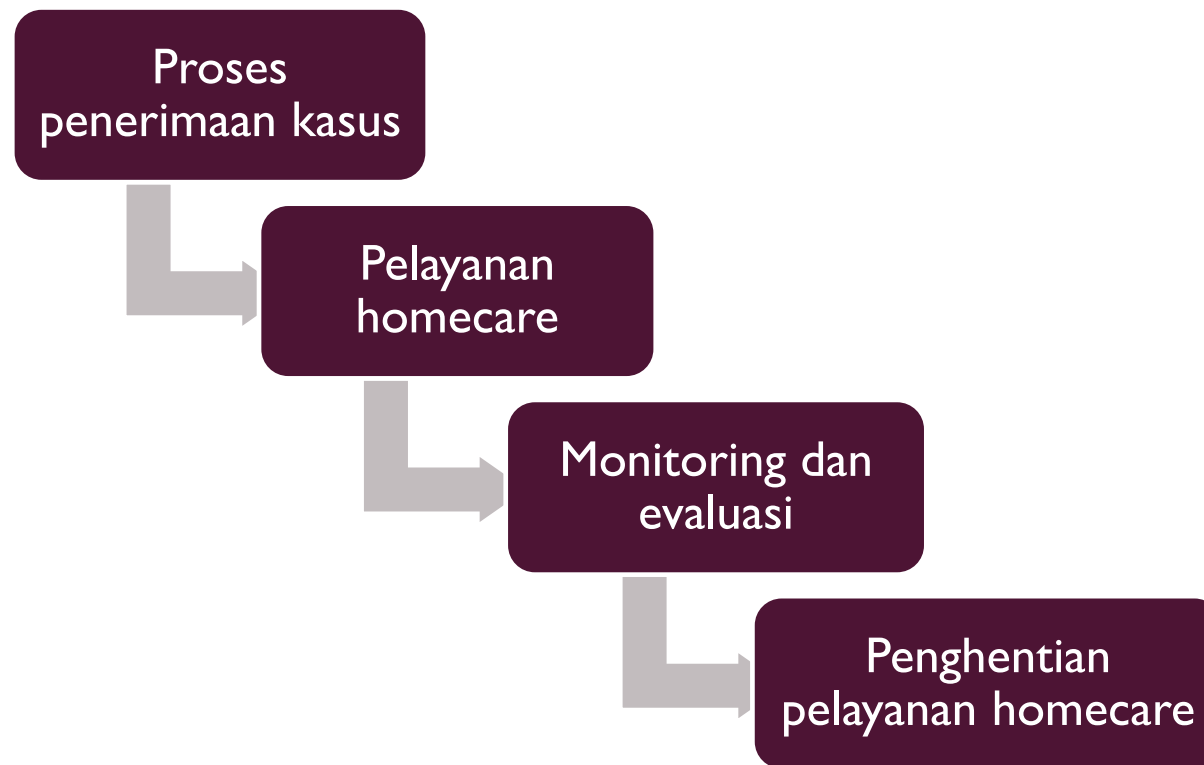 Proses
penerimaan kasus
Pelayanan
homecare
Monitoring dan
evaluasi
Penghentian
pelayanan homecare